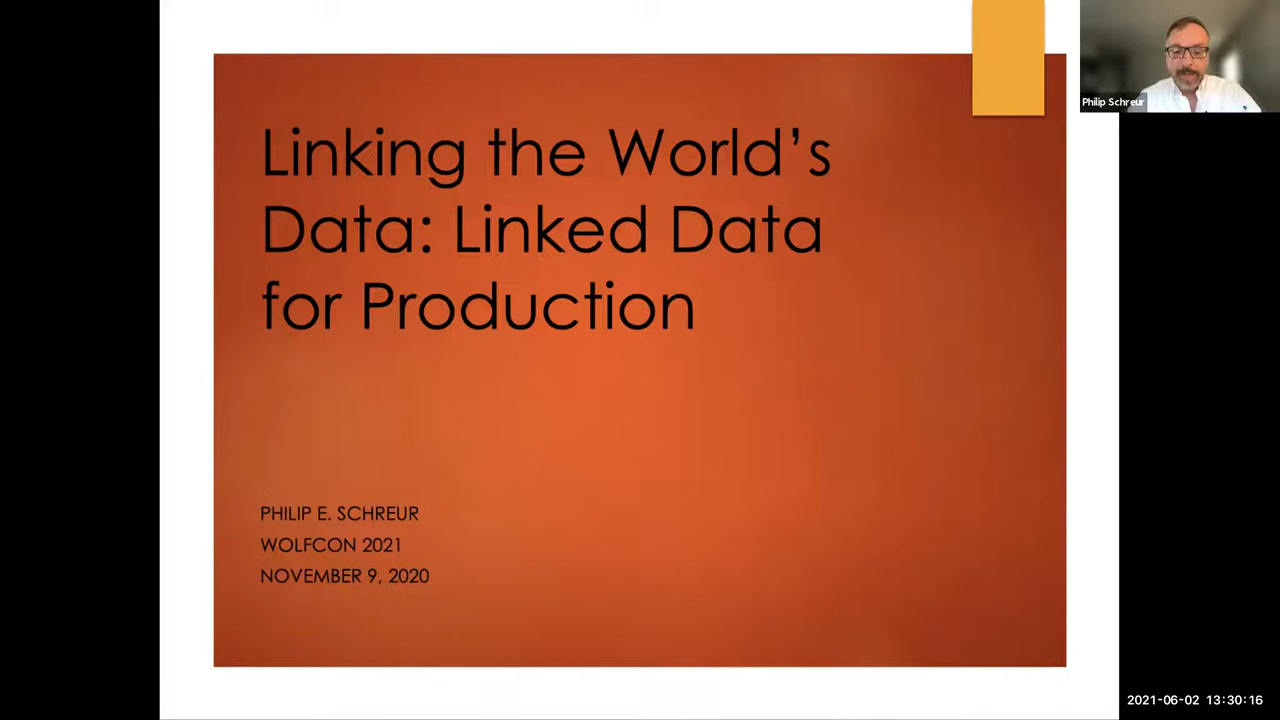 Linking the World's
Data: Linked Data
for Production
PHILIP E. SCHREUR
WOLFCON 2021
NOVEMBER 9, 2020
Philip Schreur
2021-06-02 13:30:16